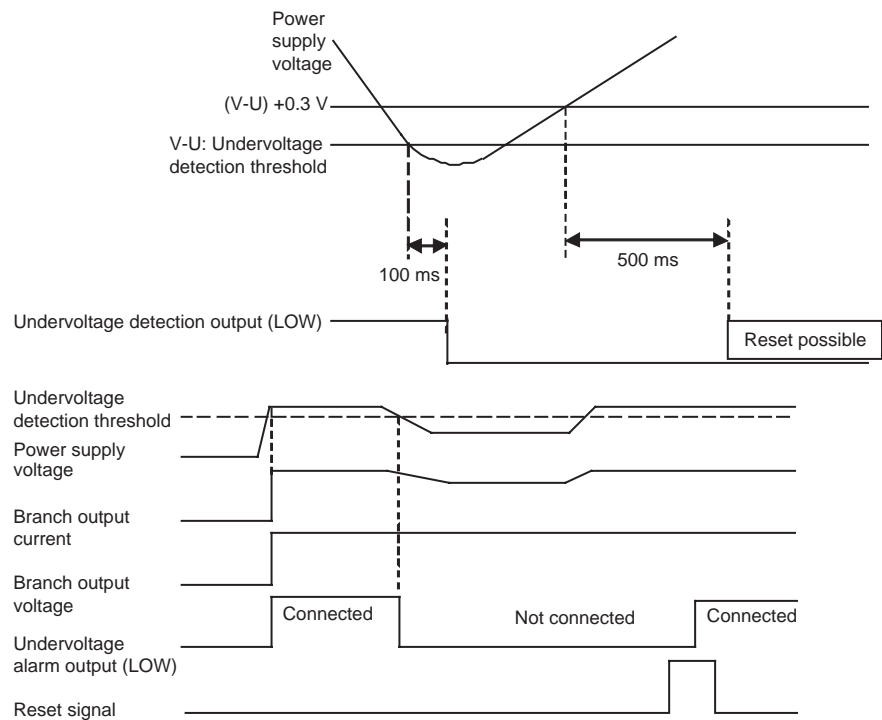 Power
supply
voltage
(V-U) +0.3 V
V-U: Undervoltage
detection threshold
100 ms
500 ms
Undervoltage detection output (LOW)
Reset possible
Undervoltage
detection threshold
Power supply
voltage
Branch output
current
Branch output
voltage
Connected
Not connected
Connected
Undervoltage
alarm output (LOW)
Reset signal